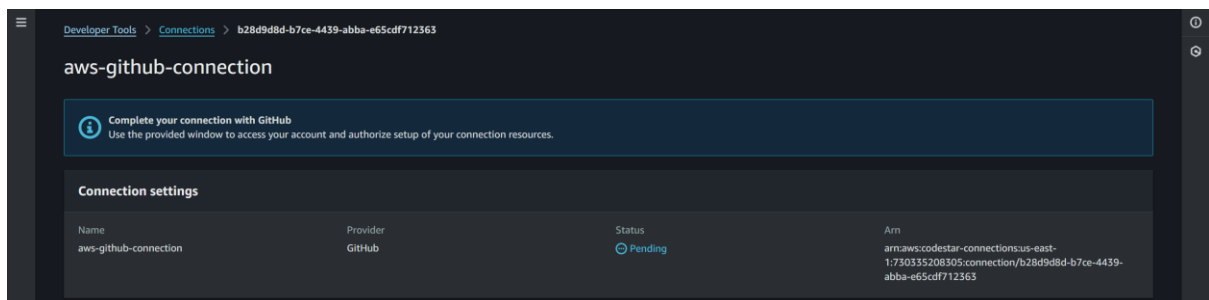 Developer Tools > Connections > b28d9d8d-b7ce-4439-abba-e65cdf712363
aws-github-connection
Complete your connection with GitHub
Use the provided window to access your account and authorize setup of your connection resources.
Connection settings
Name Provider Status Arn
aws-github-connection GitHub Pending arn:aws:codestar-connections:us-east-
1:730335208305:connection/b28d9d8d-b7ce-4439-
abba-e65cdf712363